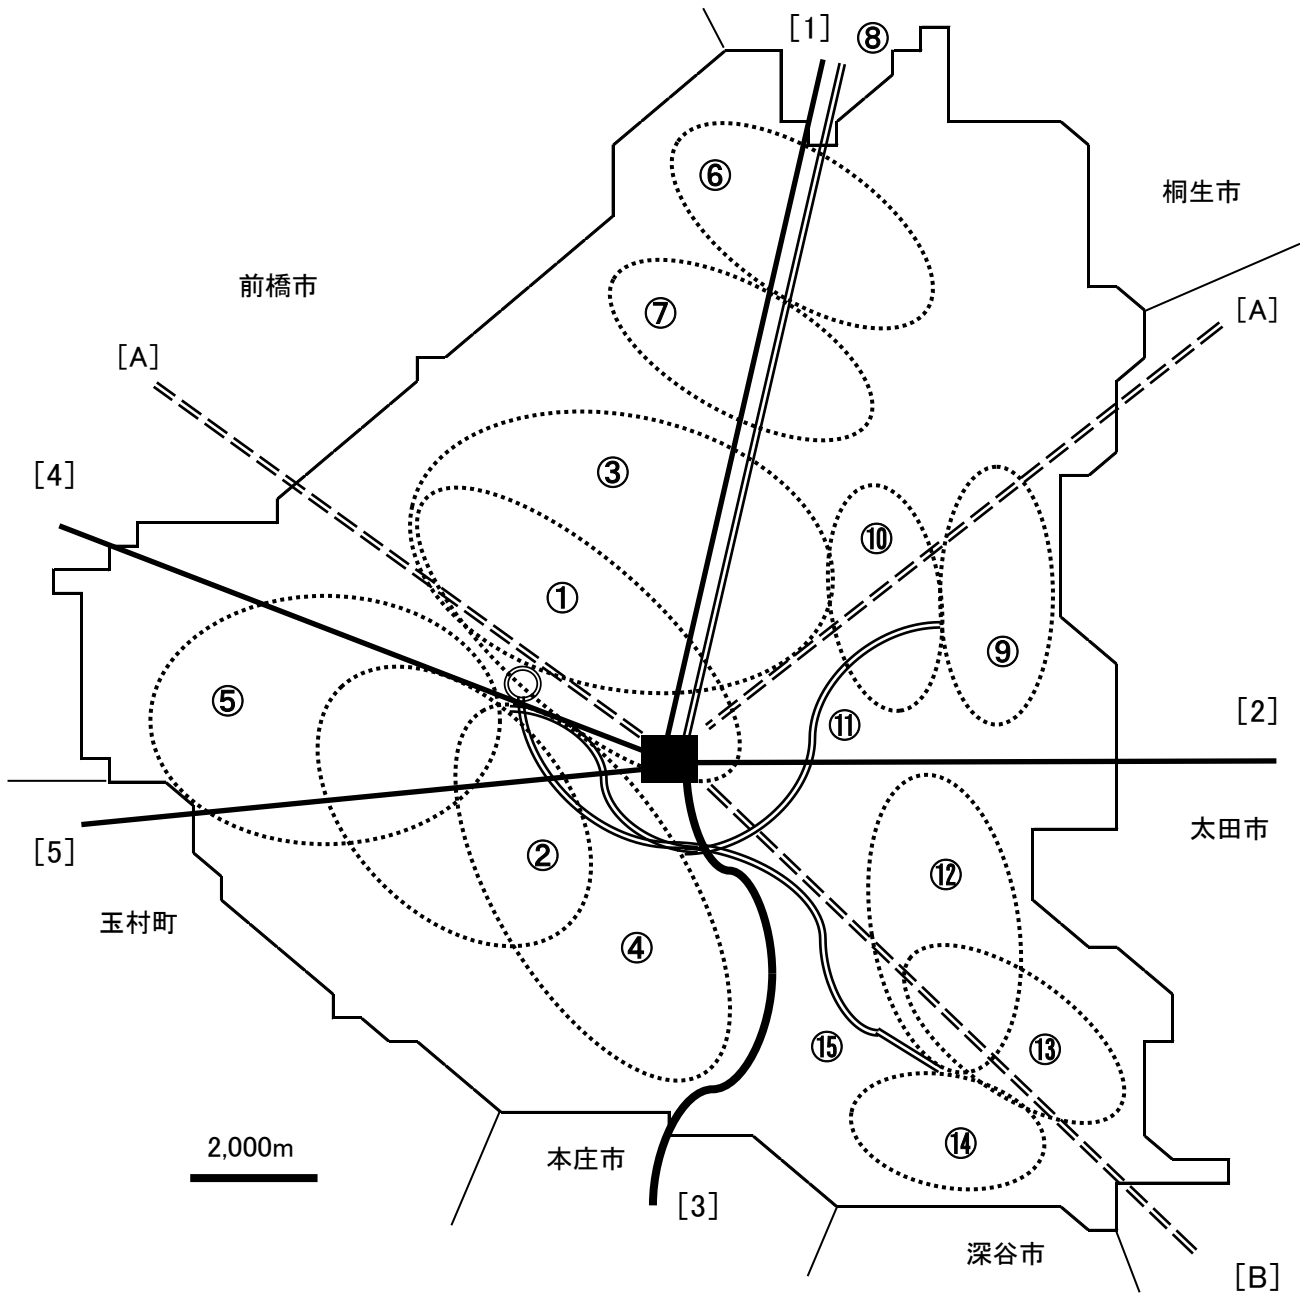 [1]
⑧
⑥
桐生市
前橋市
⑦
[A]
[A]
[4]
③
⑩
①
⑨
⑤
⑪
[2]
太田市
[5]
②
⑫
玉村町
④
⑮
⑬
2,000m
本庄市
⑭
[3]
深谷市
[B]